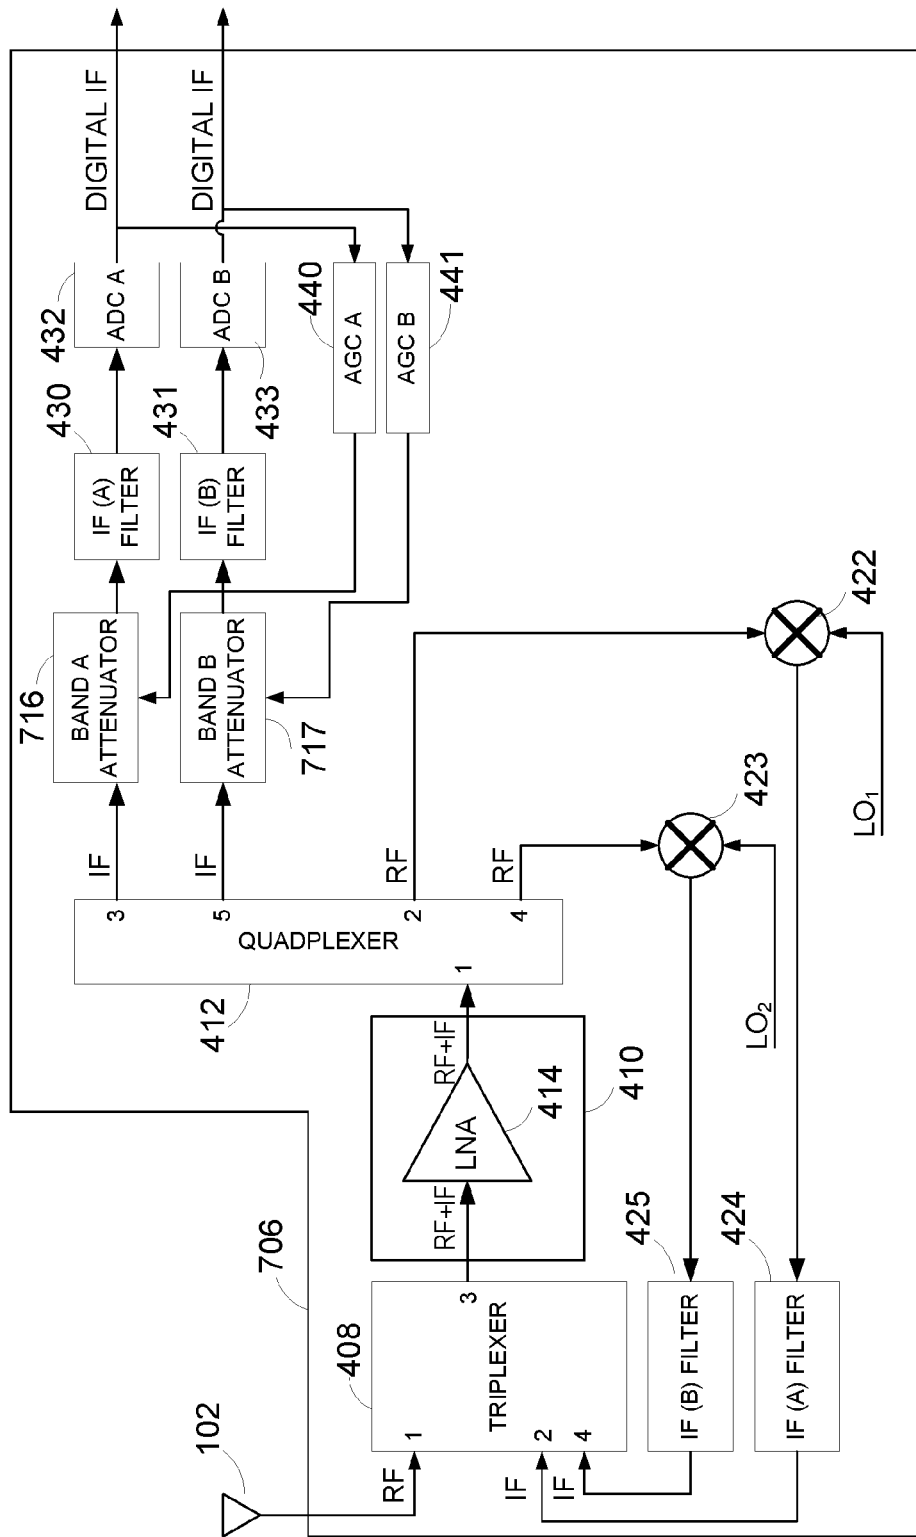 102
706
RF
1
408
TRIPLEXER
3
IF
2
IF
4
RF+IF
LNA
RF+IF
414
410
412
QUADPLEXER
1
3
5
2
4
IF
IF
RF
RF
716
BAND A
ATTENUATOR
BAND B
ATTENUATOR
717
430
IF (A)
FILTER
431
IF (B)
FILTER
432
ADC A
ADC B
433
DIGITAL IF
DIGITAL IF
440
AGC A
AGC B
441
425
IF (B) FILTER
424
IF (A) FILTER
423
LO2
422
LO1